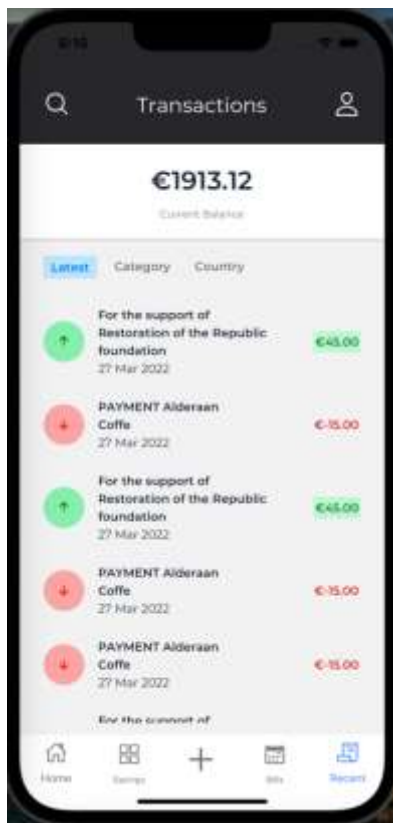 Transactions
€1913.12
Current Balance
Latest Category Country
For the support of
Restoration of the Republic
foundation
27 Mar 2022
€45.00
PAYMENT Alderaan
Coffe
27 Mar 2022
€-15.00
For the support of
Restoration of the Republic
foundation
27 Mar 2022
€45.00
PAYMENT Alderaan
Coffe
27 Mar 2022
€-15.00
PAYMENT Alderaan
Coffe
27 Mar 2022
€-15.00
For the support of
Home Bills Recent